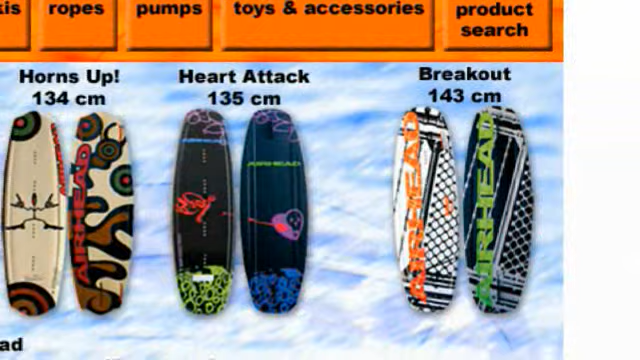 kis
ropes
pumps
toys & accessories
product
search
Horns Up!
134 cm
Heart Attack
135 cm
Breakout
143 cm
AIRHEAD
AIRHEAD
AIRHEAD
AIRHEAD
ad